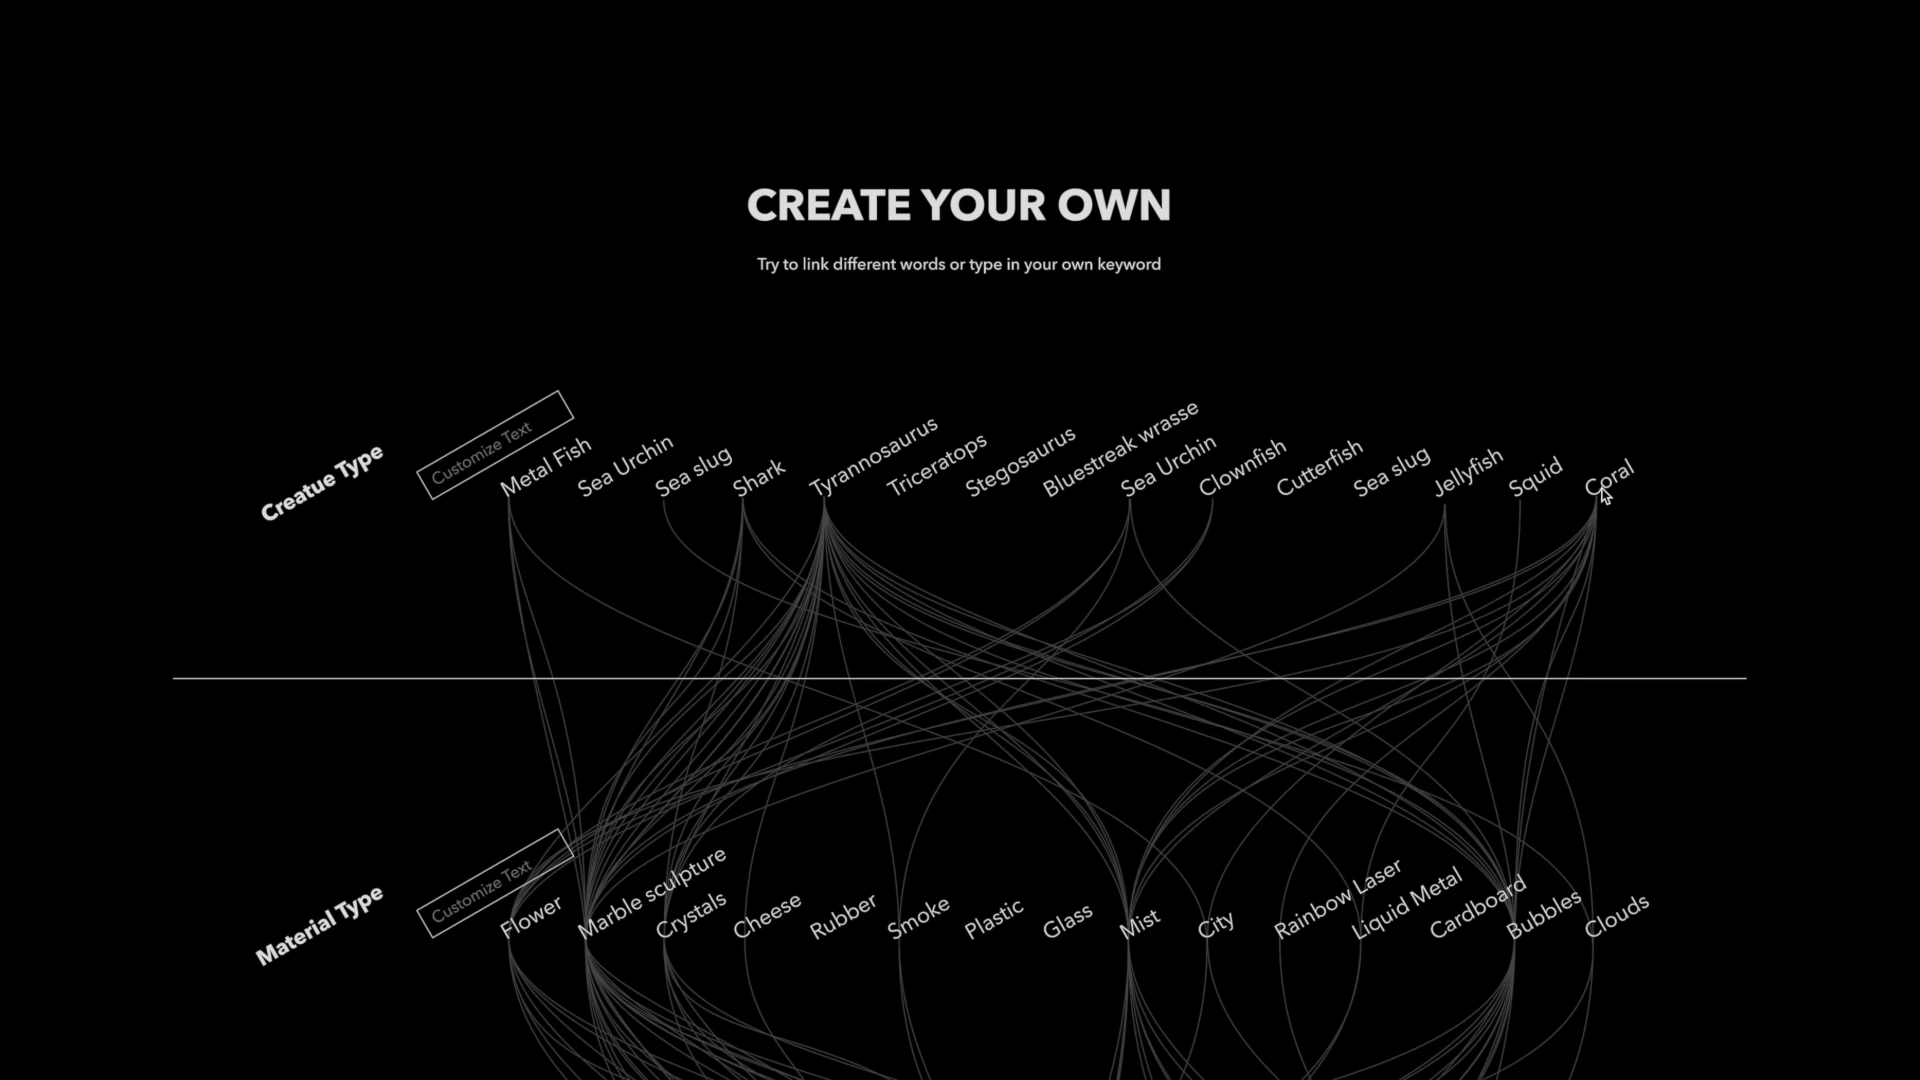 CREATE YOUR OWN
Try to link different words or type in your own keyword
Creatue Type
Customize Text
Metal Fish
Sea Urchin
Sea slug
Shark
Tyrannosaurus
Triceratops
Stegosaurus
Bluestreak wrasse
Sea Urchin
Clownfish
Cutterfish
Sea slug
Jellyfish
Squid
Coral
Material Type
Customize Text
Flower
Marble sculpture
Crystals
Cheese
Rubber
Smoke
Plastic
Glass
Mist
City
Rainbow Laser
Liquid Metal
Cardboard
Bubbles
Clouds